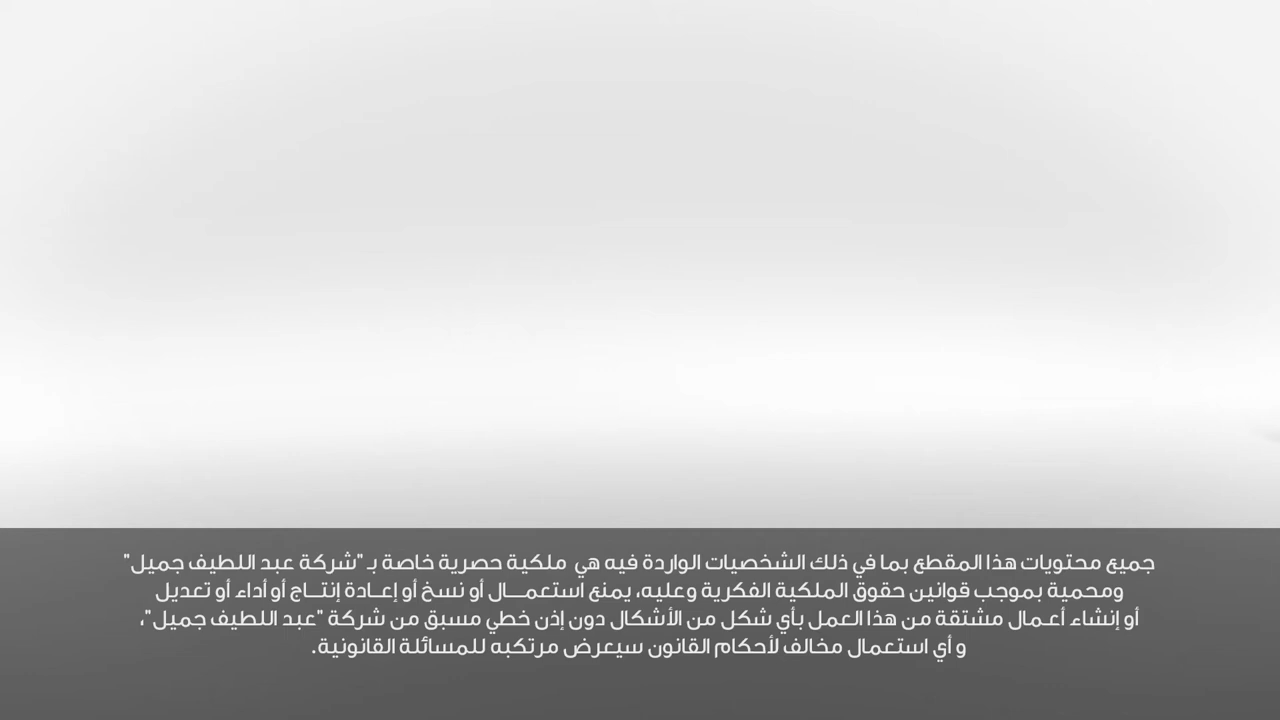 جميع محتويات هذا المقطع بما في ذلك الشخصيات الواردة فيه هي ملكية حصرية خاصة بـ "شركة عبد اللطيف جميل"
ومحمية بموجب قوانين حقوق الملكية الفكرية وعليه، يمنع استعمـــال أو نسخ أو إعــادة إنتــاج أو أداء أو تعديل
أو إنشاء أعـمال مشتقة من هذا العمل بأي شكل من الأشكال دون إذن خطي مسبق من شركة "عبد اللطيف جميل"،
و أي استعمال مخالف لأحكام القانون سيعرض مرتكبه للمسائلة القانونية.